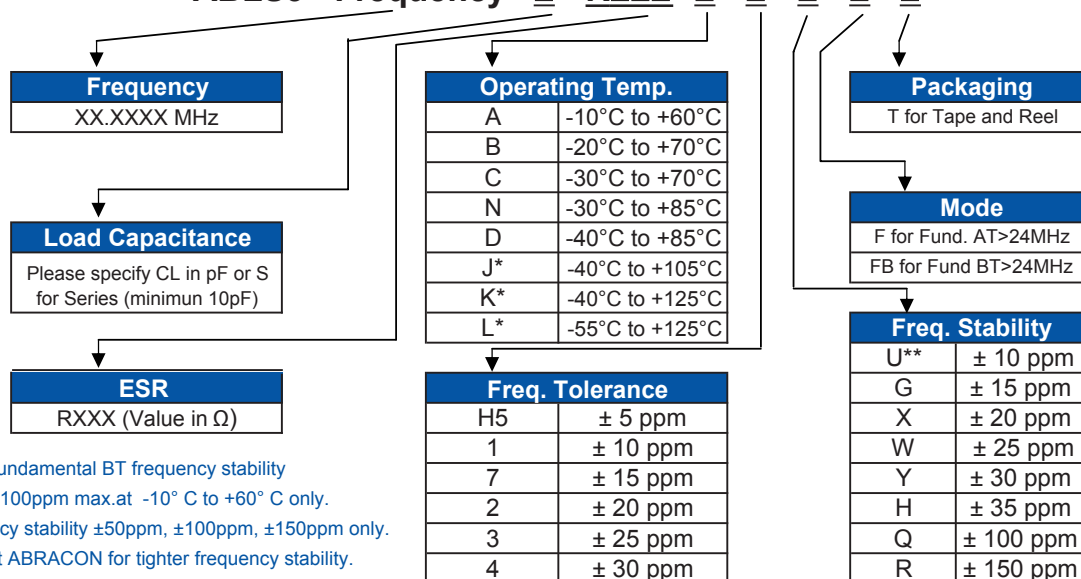 Frequency
XX.XXXX MHz
Load Capacitance
Please specify CL in pF or S
for Series (minimun 10pF)
ESR
RXXX (Value in Ω)
undamental BT frequency stability
100ppm max.at -10° C to +60° C only.
cy stability ±50ppm, ±100ppm, ±150ppm only.
t ABRACON for tighter frequency stability.
Operating Temp.
A -10°C to +60°C
B -20°C to +70°C
C -30°C to +70°C
N -30°C to +85°C
D -40°C to +85°C
J* -40°C to +105°C
K* -40°C to +125°C
L* -55°C to +125°C
Freq. Tolerance
H5 ± 5 ppm
1 ± 10 ppm
7 ± 15 ppm
2 ± 20 ppm
3 ± 25 ppm
4 ± 30 ppm
Packaging
T for Tape and Reel
Mode
F for Fund. AT>24MHz
FB for Fund BT>24MHz
Freq. Stability
U** ± 10 ppm
G ± 15 ppm
X ± 20 ppm
W ± 25 ppm
Y ± 30 ppm
H ± 35 ppm
Q ± 100 ppm
R ± 150 ppm